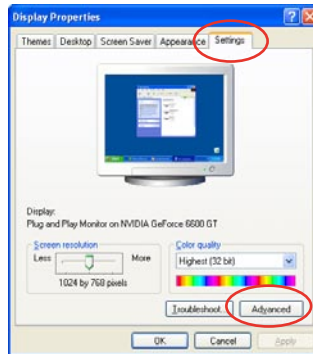 Display Properties
Themes Desktop Screen Saver Appearance Settings
Display:
Plug and Play Monitor on NVIDIA GeForce 6600 GT
Screen resolution
Less More
1024 by 768 pixels
Color quality
Highest (32 bit)
Troubleshoot... Advanced
OK Cancel Apply